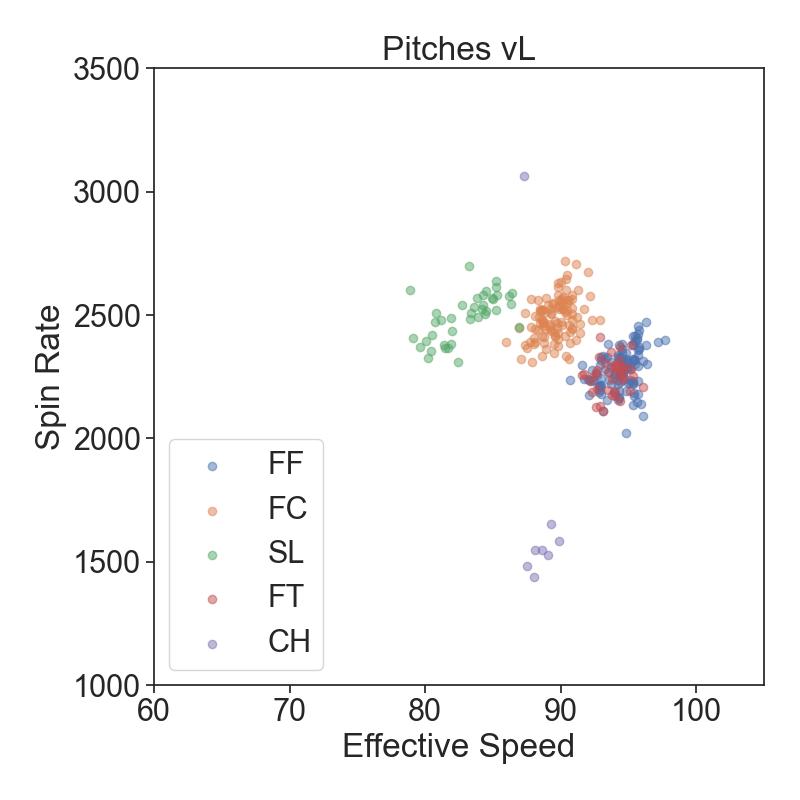 Pitches vL
3500
3000
2500
2000
1500
1000
Spin Rate
FF
FC
SL
FT
CH
60 70 80 90 100
Effective Speed